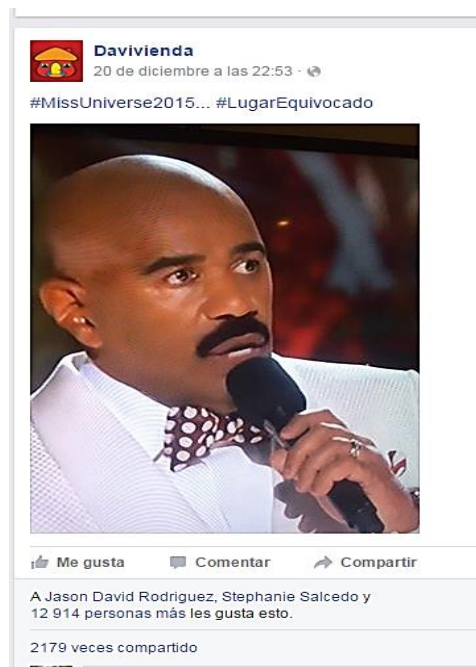 Davivienda
20 de diciembre a las 22:53 ·
#MissUniverse2015... #LugarEquivocado
Me gusta
Comentar
Compartir
A Jason David Rodriguez, Stephanie Salcedo y
12 914 personas más les gusta esto.
2179 veces compartido